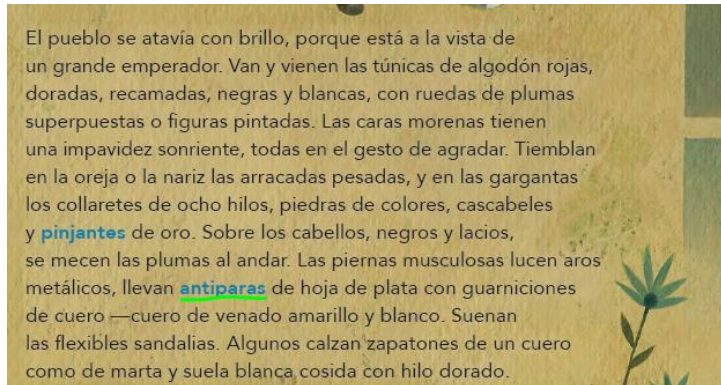 El pueblo se atavía con brillo, porque está a la vista de
un grande emperador. Van y vienen las túnicas de algodón rojas,
doradas, recamadas, negras y blancas, con ruedas de plumas
superpuestas o figuras pintadas. Las caras morenas tienen
una impavidez sonriente, todas en el gesto de agradar. Tiemblan
en la oreja o la nariz las arracadas pesadas, y en las gargantas
los collaretes de ocho hilos, piedras de colores, cascabeles
y pinjantes de oro. Sobre los cabellos, negros y lacios,
se mecen las plumas al andar. Las piernas musculosas lucen aros
metálicos, llevan antiparas de hoja de plata con guarniciones
de cuero —cuero de venado amarillo y blanco. Suenan
las flexibles sandalias. Algunos calzan zapatones de un cuero
como de marta y suela blanca cosida con hilo dorado.